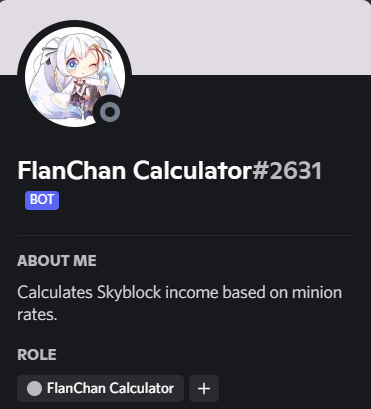 FlanChan Calculator#2631
BOT
ABOUT ME
Calculates Skyblock income based on minion
rates.
ROLE
FlanChan Calculator +